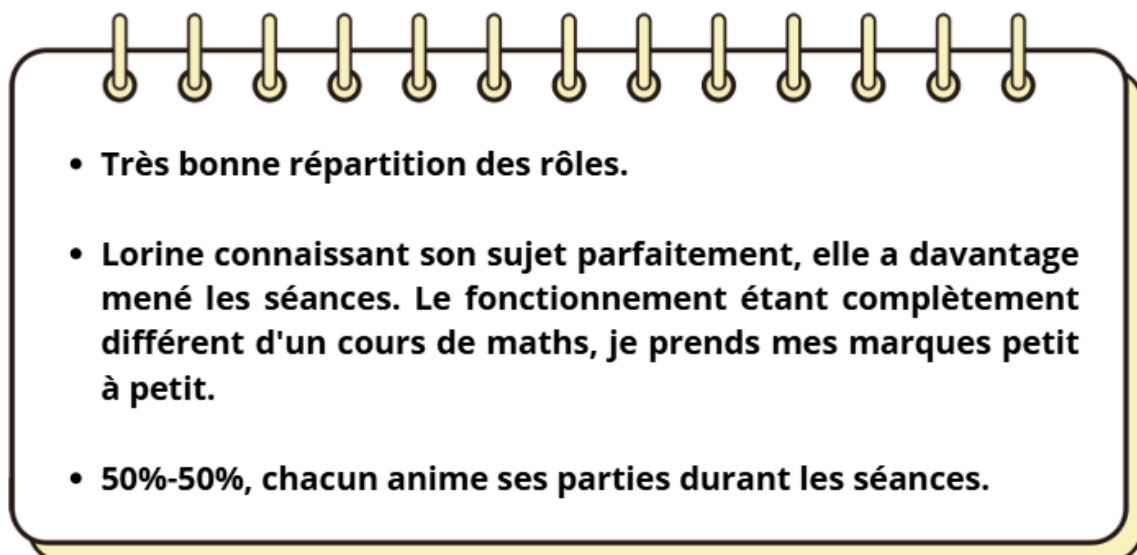 • Très bonne répartition des rôles.
• Lorine connaissant son sujet parfaitement, elle a davantage
mené les séances. Le fonctionnement étant complètement
différent d'un cours de maths, je prends mes marques petit
à petit.
• 50%-50%, chacun anime ses parties durant les séances.